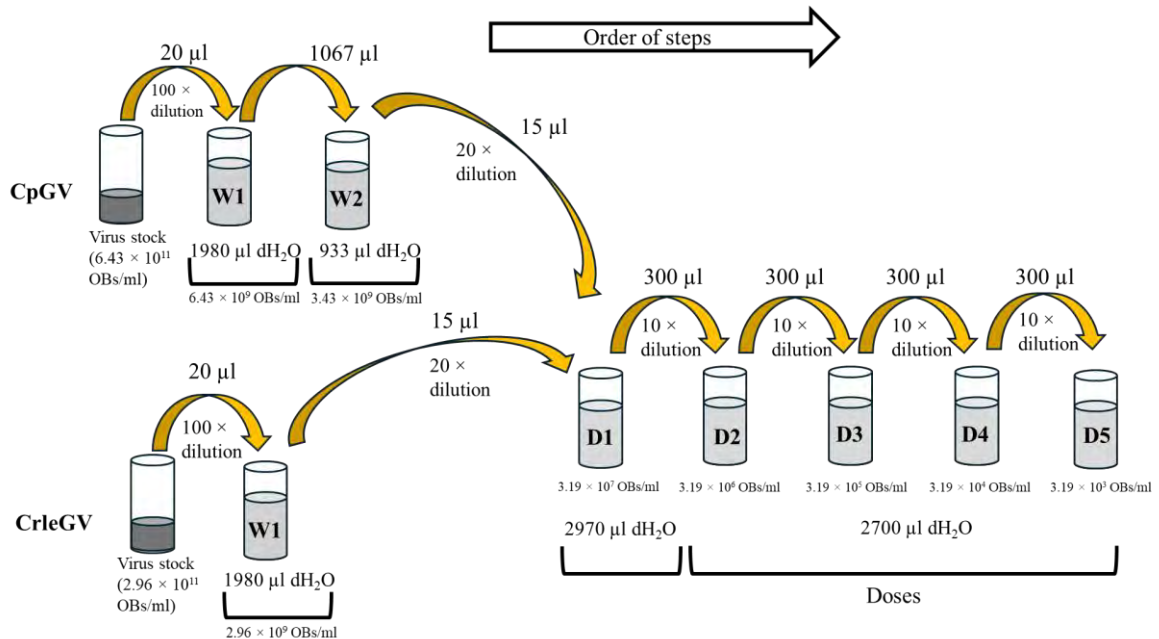 Order of steps
20 µl
1067 µl
100 ×
dilution
15 µl
20 ×
dilution
CpGV
W1
W2
Virus stock
(6.43 × 10¹¹
OBs/ml)
1980 µl dH₂O
933 µl dH₂O
6.43 × 10⁹ OBs/ml
3.43 × 10⁹ OBs/ml
300 µl
300 µl
300 µl
300 µl
10 ×
dilution
10 ×
dilution
10 ×
dilution
10 ×
dilution
15 µl
20 ×
dilution
20 µl
100 ×
dilution
D1
D2
D3
D4
D5
3.19 × 10⁷ OBs/ml
3.19 × 10⁶ OBs/ml
3.19 × 10⁵ OBs/ml
3.19 × 10⁴ OBs/ml
3.19 × 10³ OBs/ml
CrleGV
W1
2970 µl dH₂O
2700 µl dH₂O
Virus stock
(2.96 × 10¹¹
OBs/ml)
1980 µl dH₂O
2.96 × 10⁹ OBs/ml
Doses